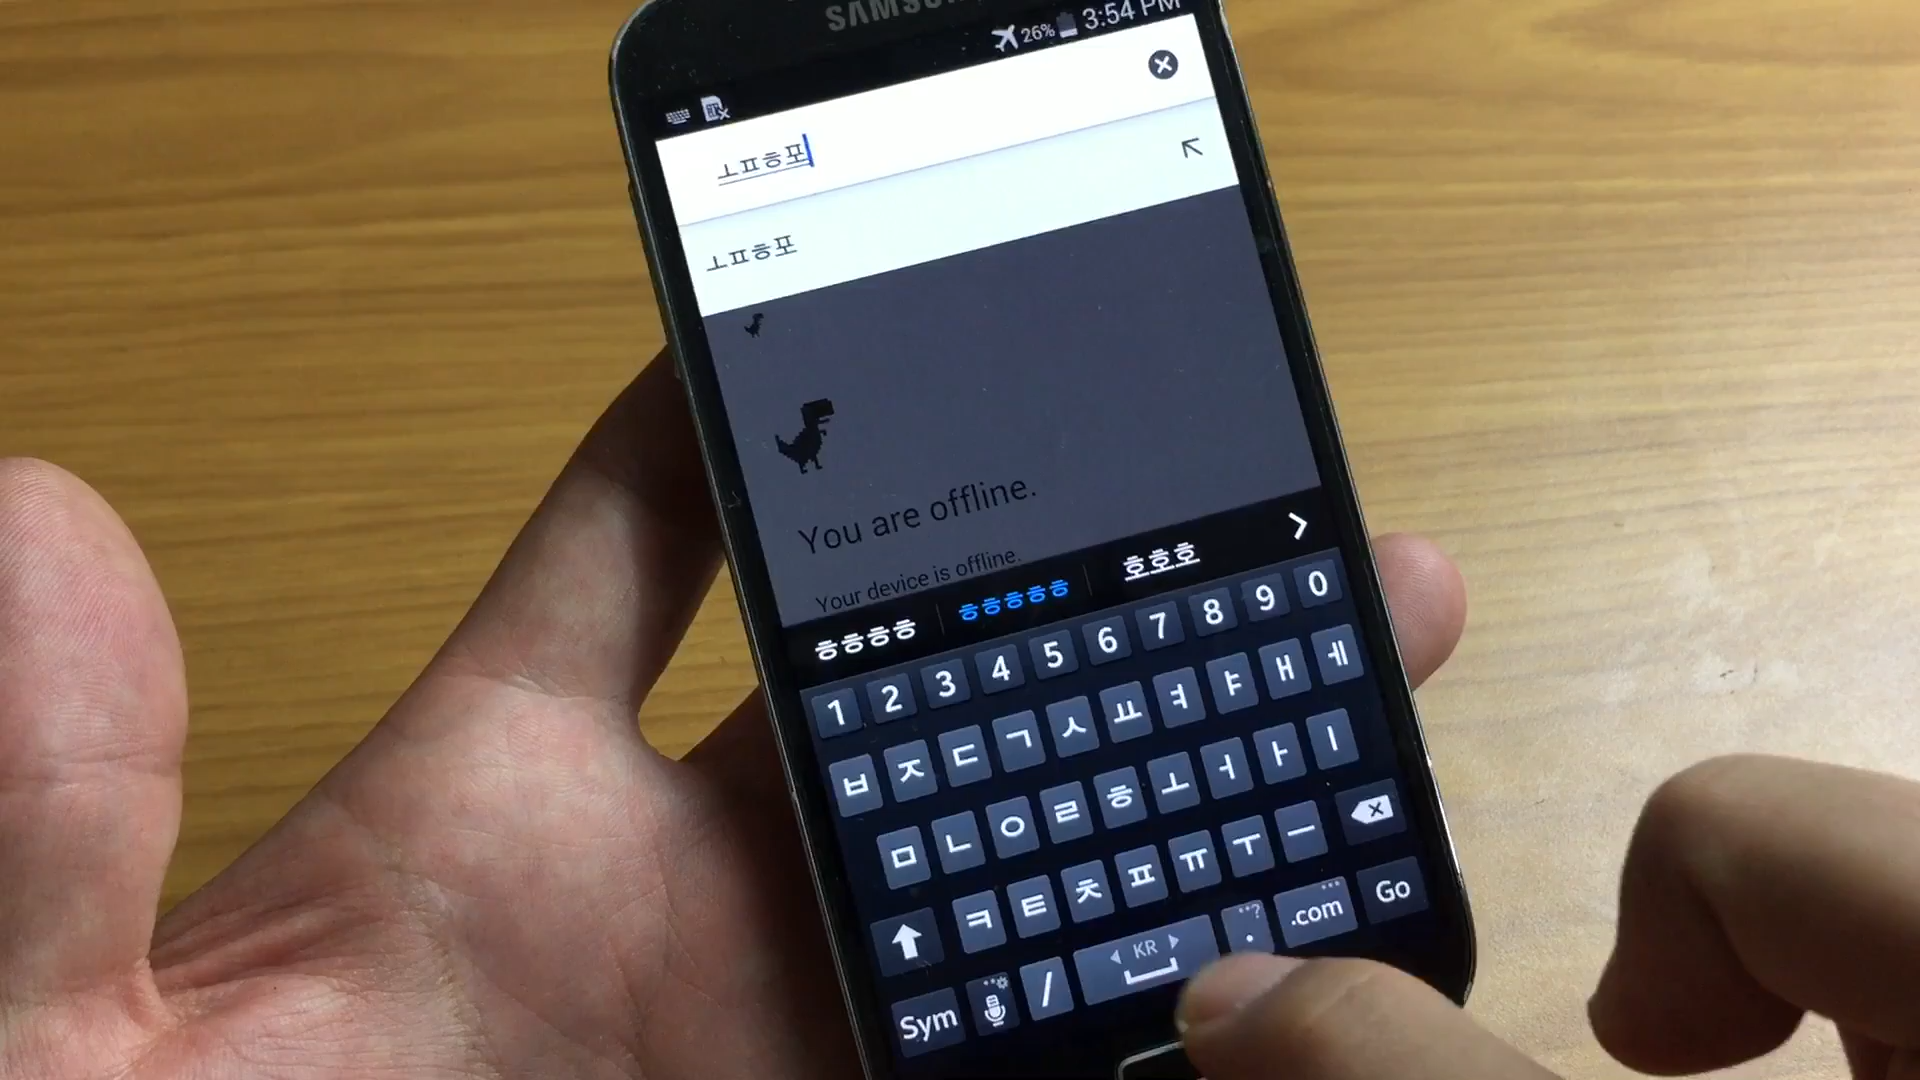 SAMSUNG
26% 3:54 PM
ㅗㅍㅎ포
ㅗㅍㅎ포
You are offline.
Your device is offline.
ㅎㅎㅎㅎ ㅎㅎㅎㅎㅎ 호호호
1 2 3 4 5 6 7 8 9 0
ㅂ ㅈ ㄷ ㄱ ㅅ ㅛ ㅕ ㅑ ㅐ ㅔ
ㅁ ㄴ ㅇ ㄹ ㅎ ㅗ ㅓ ㅏ ㅣ
ㅋ ㅌ ㅊ ㅍ ㅠ ㅜ ㅡ
Sym / KR . .com Go